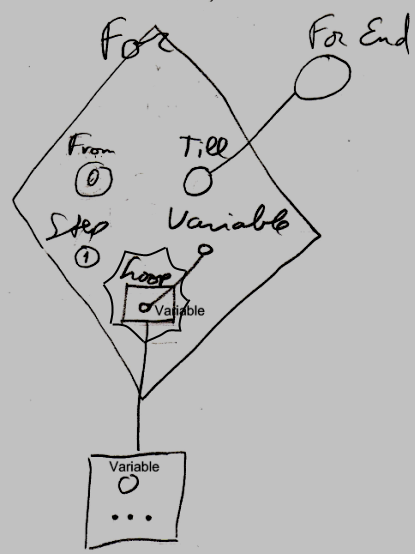 For
For End
From
Till
0
Step
Variable
1
Loop
Variable
Variable
...